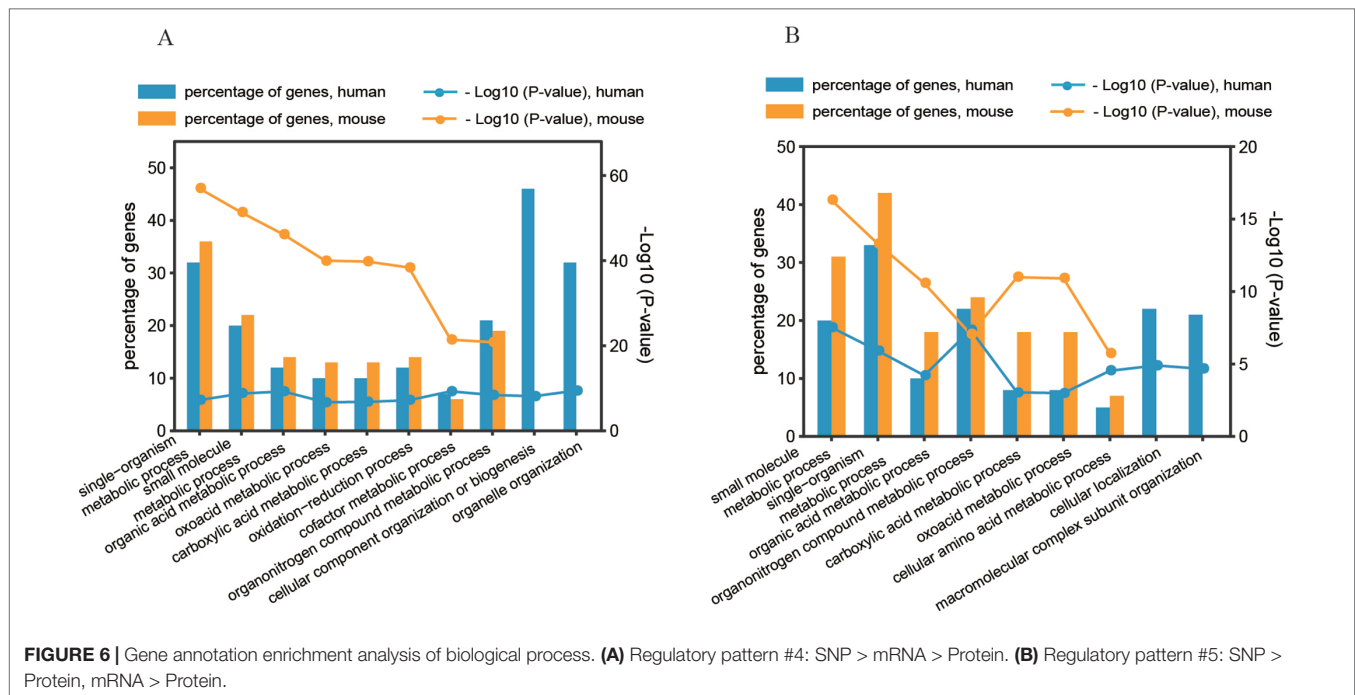 A
percentage of genes, human
- Log10 (P-value), human
percentage of genes, mouse
- Log10 (P-value), mouse
50
40
30
20
10
0
percentage of genes
60
40
20
0
-Log10 (P-value)
single-organism
metabolic process
small molecule
metabolic process
organic acid metabolic process
oxoacid metabolic process
carboxylic acid metabolic process
oxidation-reduction process
cofactor metabolic process
organonitrogen compound metabolic process
cellular component organization or biogenesis
organelle organization
B
percentage of genes, human
- Log10 (P-value), human
percentage of genes, mouse
- Log10 (P-value), mouse
50
40
30
20
10
0
percentage of genes
20
15
10
5
0
-Log10 (P-value)
small molecule
metabolic process
single-organism
metabolic process
organic acid metabolic process
organonitrogen compound metabolic process
carboxylic acid metabolic process
oxoacid metabolic process
cellular amino acid metabolic process
cellular localization
macromolecular complex subunit organization
FIGURE 6 | Gene annotation enrichment analysis of biological process. (A) Regulatory pattern #4: SNP > mRNA > Protein. (B) Regulatory pattern #5: SNP >
Protein, mRNA > Protein.